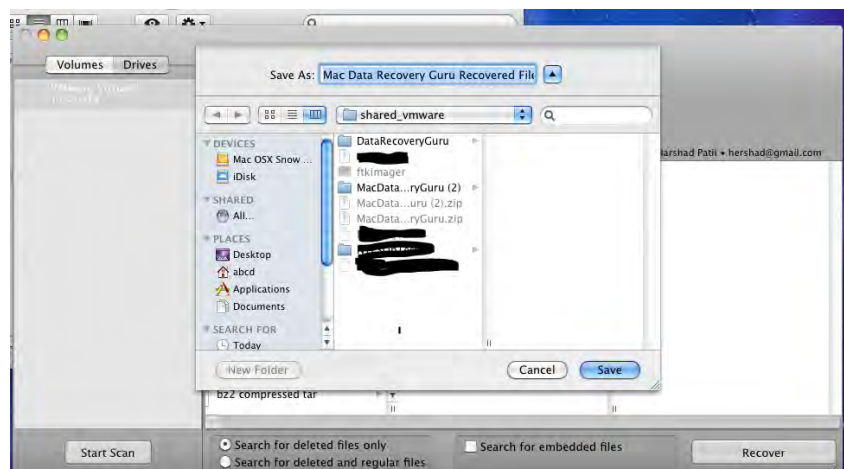 Volumes Drives
Save As: Mac Data Recovery Guru Recovered File
shared_vmware
DEVICES
Mac OSX Snow ...
iDisk
SHARED
All...
PLACES
Desktop
abcd
Applications
Documents
SEARCH FOR
Today
DataRecoveryGuru
ftkimager
MacData...ryGuru (2)
MacData...uru (2).zip
MacData...ryGuru.zip
Harshad Patil • hershad@gmail.com
New Folder
Cancel
Save
bz2 compressed tar
Start Scan
Search for deleted files only
Search for deleted and regular files
Search for embedded files
Recover